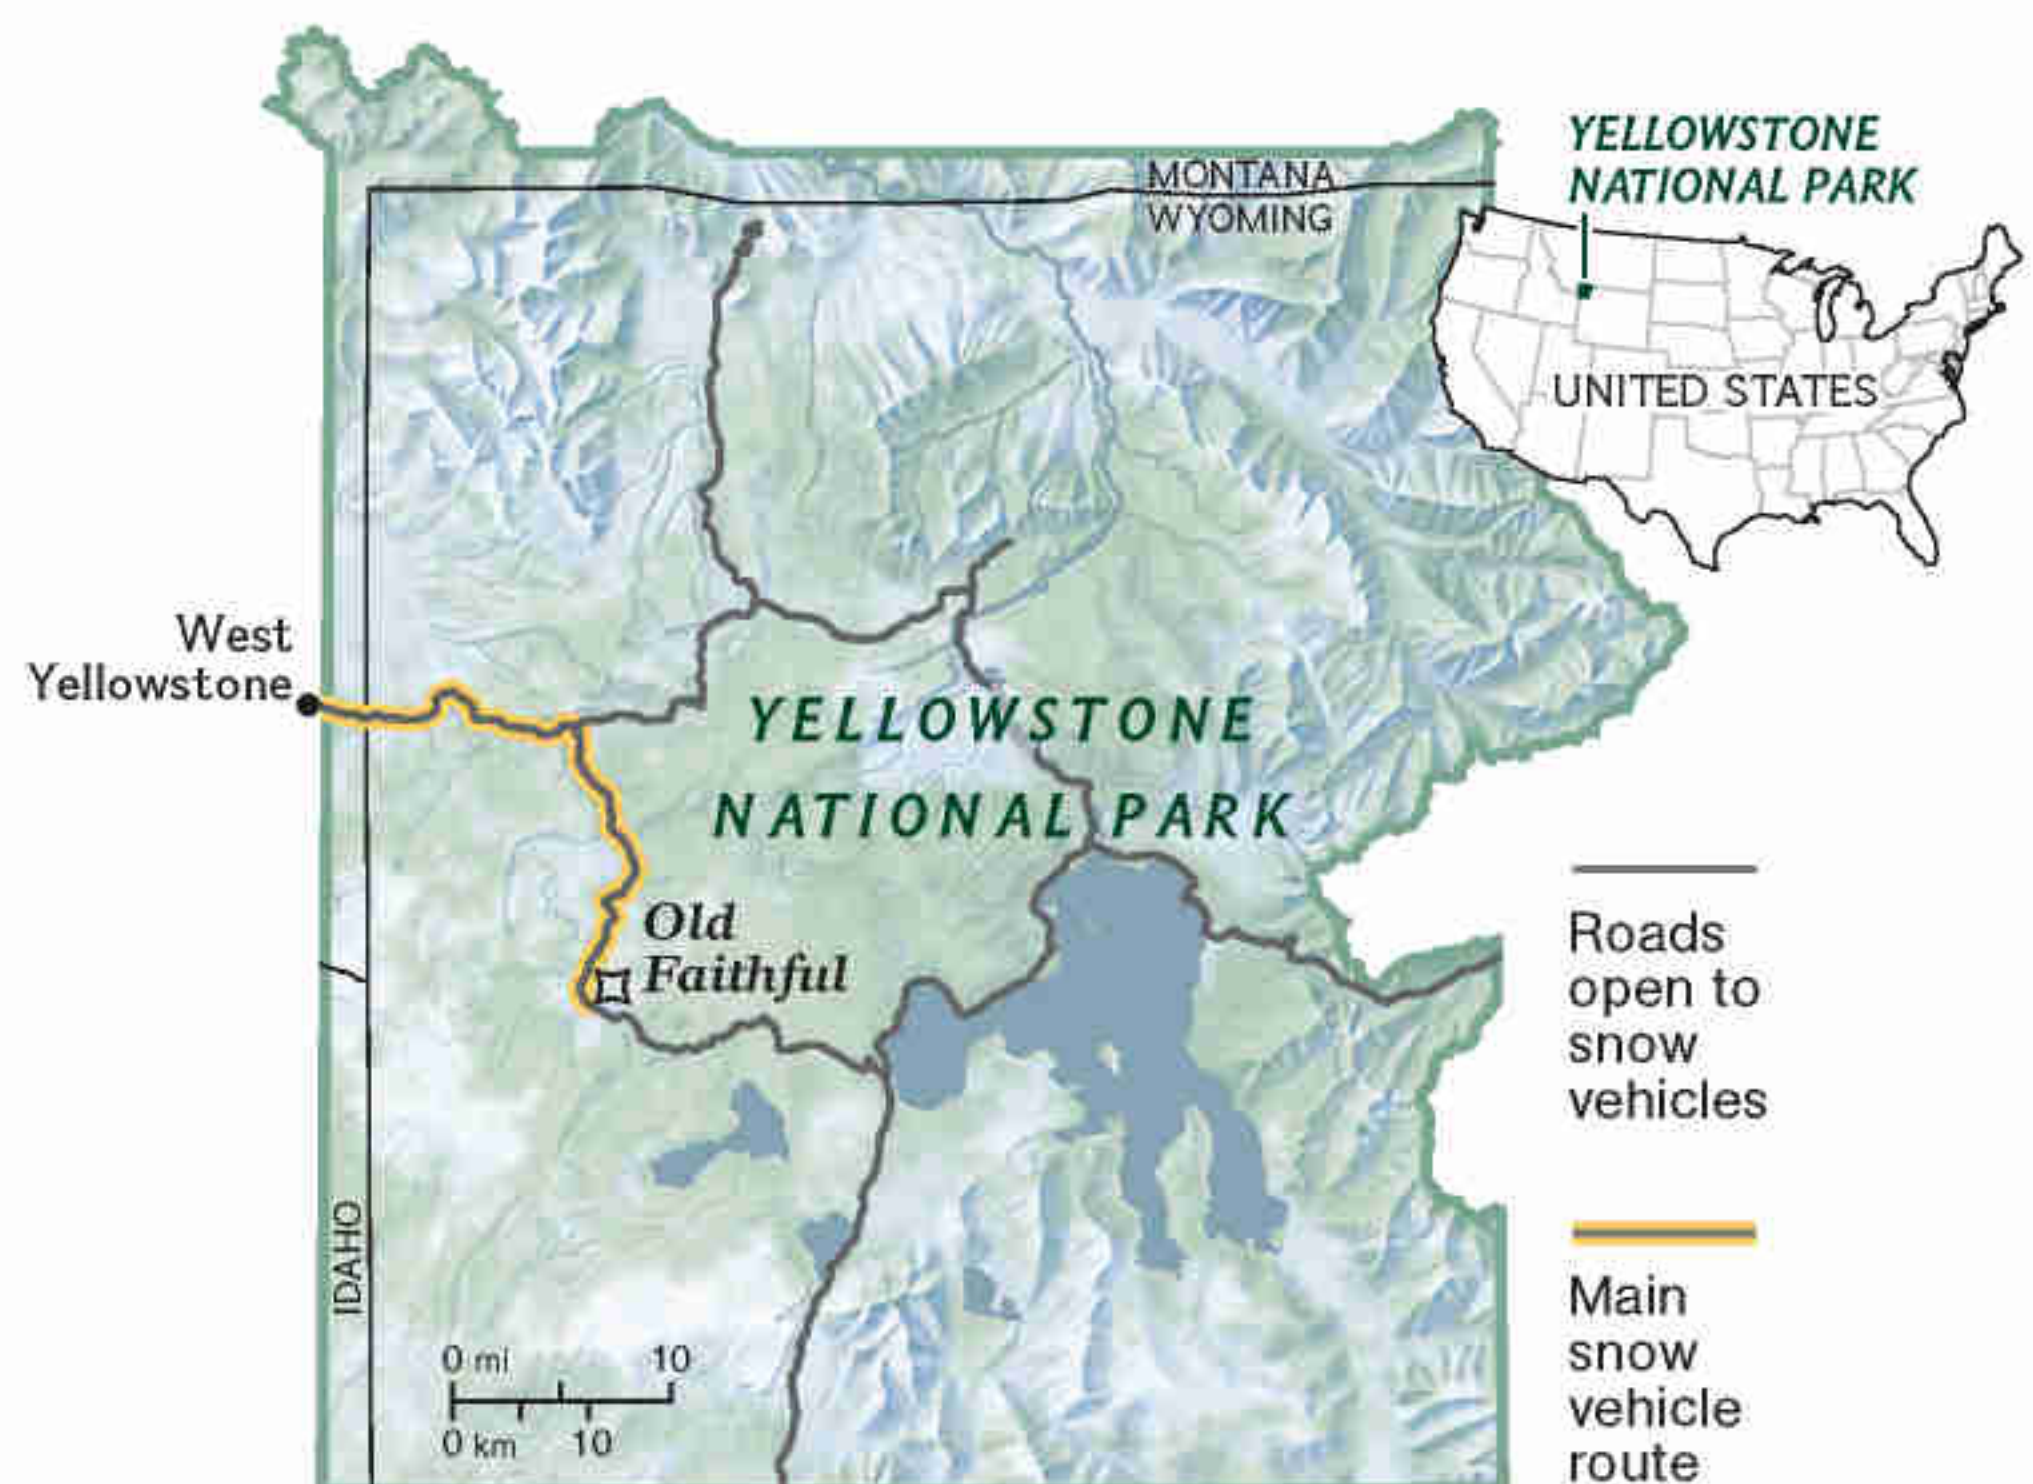 YELLOWSTONE
NATIONAL PARK
MONTANA
WYOMING
UNITED STATES
West
Yellowstone
YELLOWSTONE
NATIONAL PARK
Old
Faithful
Roads
open to
snow
vehicles
IDAHO
Main
snow
vehicle
route
0 mi 10
0 km 10